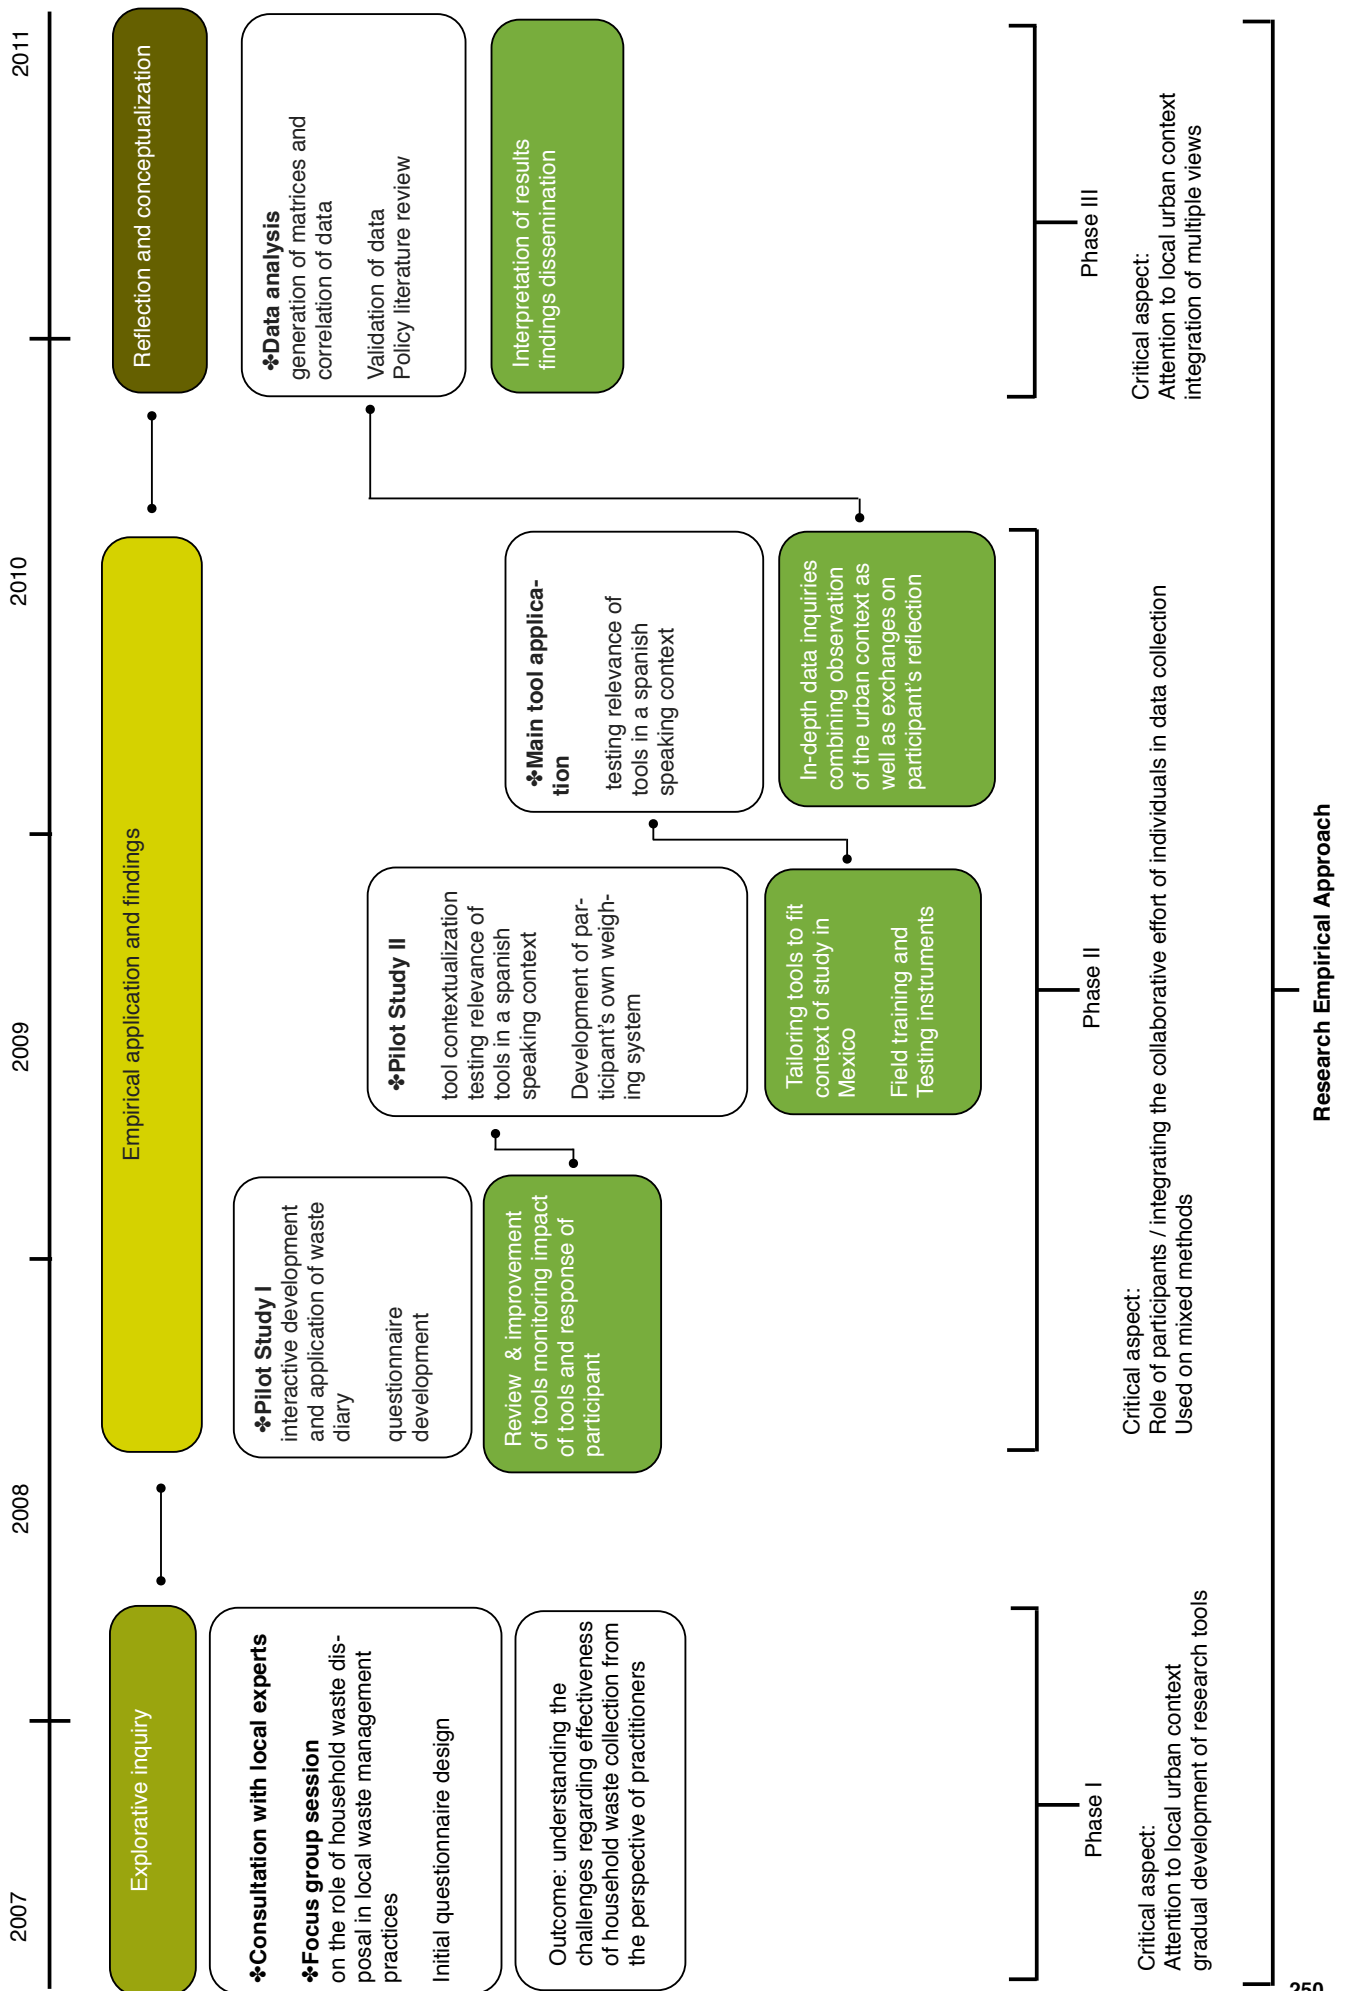 2007
2008
2009
2010
2011
Explorative inquiry
Empirical application and findings
Reflection and conceptualization
✤Consultation with local experts
✤Focus group session
on the role of household waste dis-
posal in local waste management
practices
Initial questionnaire design
Outcome: understanding the
challenges regarding effectiveness
of household waste collection from
the perspective of practitioners
✤Pilot Study I
interactive development
and application of waste
diary
questionnaire
development
Review & improvement
of tools monitoring impact
of tools and response of
participant
✤Pilot Study II
tool contextualization
testing relevance of
tools in a spanish
speaking context
Development of par-
ticipant's own weigh-
ing system
Tailoring tools to fit
context of study in
Mexico
Field training and
Testing instruments
✤Main tool applica-
tion
testing relevance of
tools in a spanish
speaking context
In-depth data inquiries
combining observation
of the urban context as
well as exchanges on
participant's reflection
✤Data analysis
generation of matrices and
correlation of data
Validation of data
Policy literature review
Interpretation of results
findings dissemination
Phase I
Phase II
Phase III
Critical aspect:
Attention to local urban context
gradual development of research tools
Critical aspect:
Role of participants / integrating the collaborative effort of individuals in data collection
Used on mixed methods
Critical aspect:
Attention to local urban context
integration of multiple views
Research Empirical Approach
250